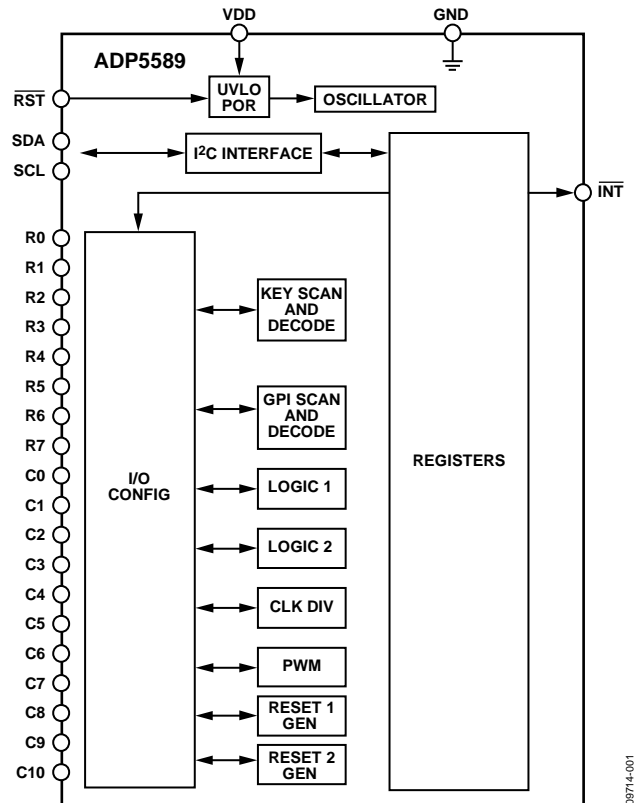 VDD
GND
ADP5589
RST
UVLO
POR
OSCILLATOR
SDA
SCL
I2C INTERFACE
INT
R0
R1
R2
R3
R4
R5
R6
R7
C0
C1
C2
C3
C4
C5
C6
C7
C8
C9
C10
I/O
CONFIG
KEY SCAN
AND
DECODE
GPI SCAN
AND
DECODE
LOGIC 1
LOGIC 2
CLK DIV
PWM
RESET 1
GEN
RESET 2
GEN
REGISTERS
09714-001